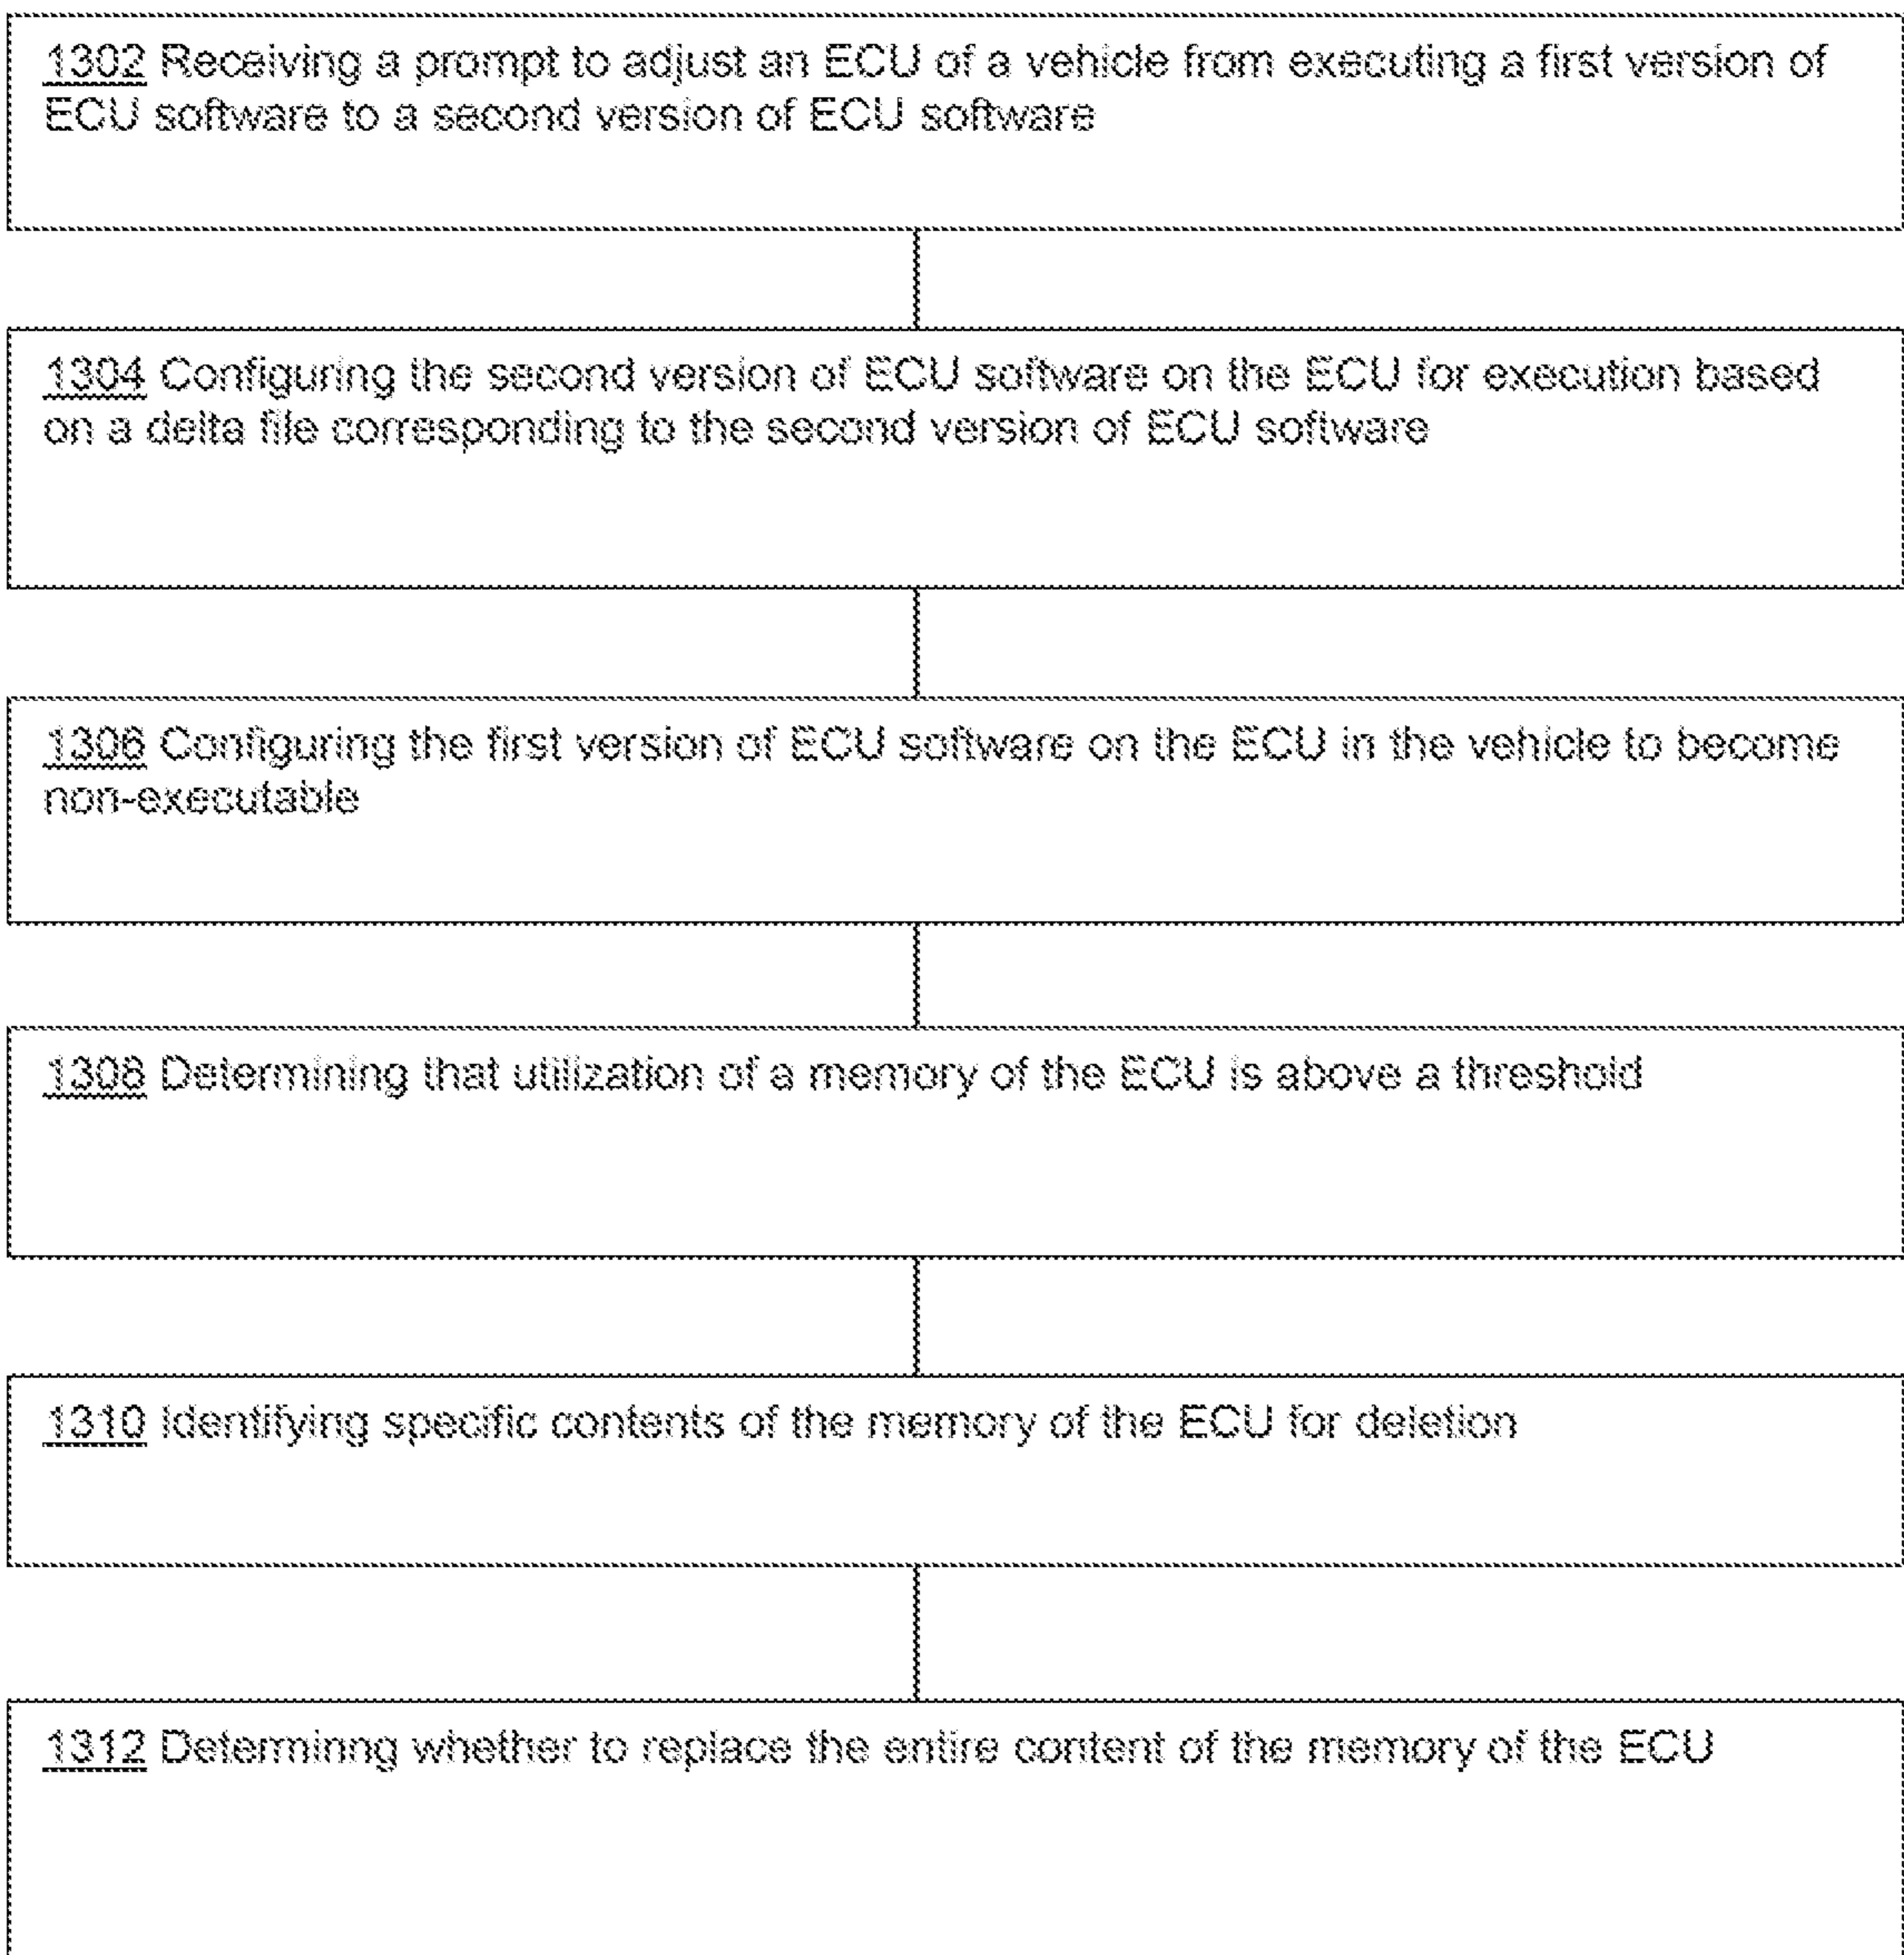 1302 Receiving a prompt to adjust an ECU of a vehicle from executing a first version of
ECU software to a second version of ECU software
1304 Configuring the second version of ECU software on the ECU for execution based
on a delta file corresponding to the second version of ECU software
1306 Configuring the first version of ECU software on the ECU in the vehicle to become
non-executable
1308 Determining that utilization of a memory of the ECU is above a threshold
1310 Identifying specific contents of the memory of the ECU for deletion
1312 Determinng whether to replace the entire content of the memory of the ECU